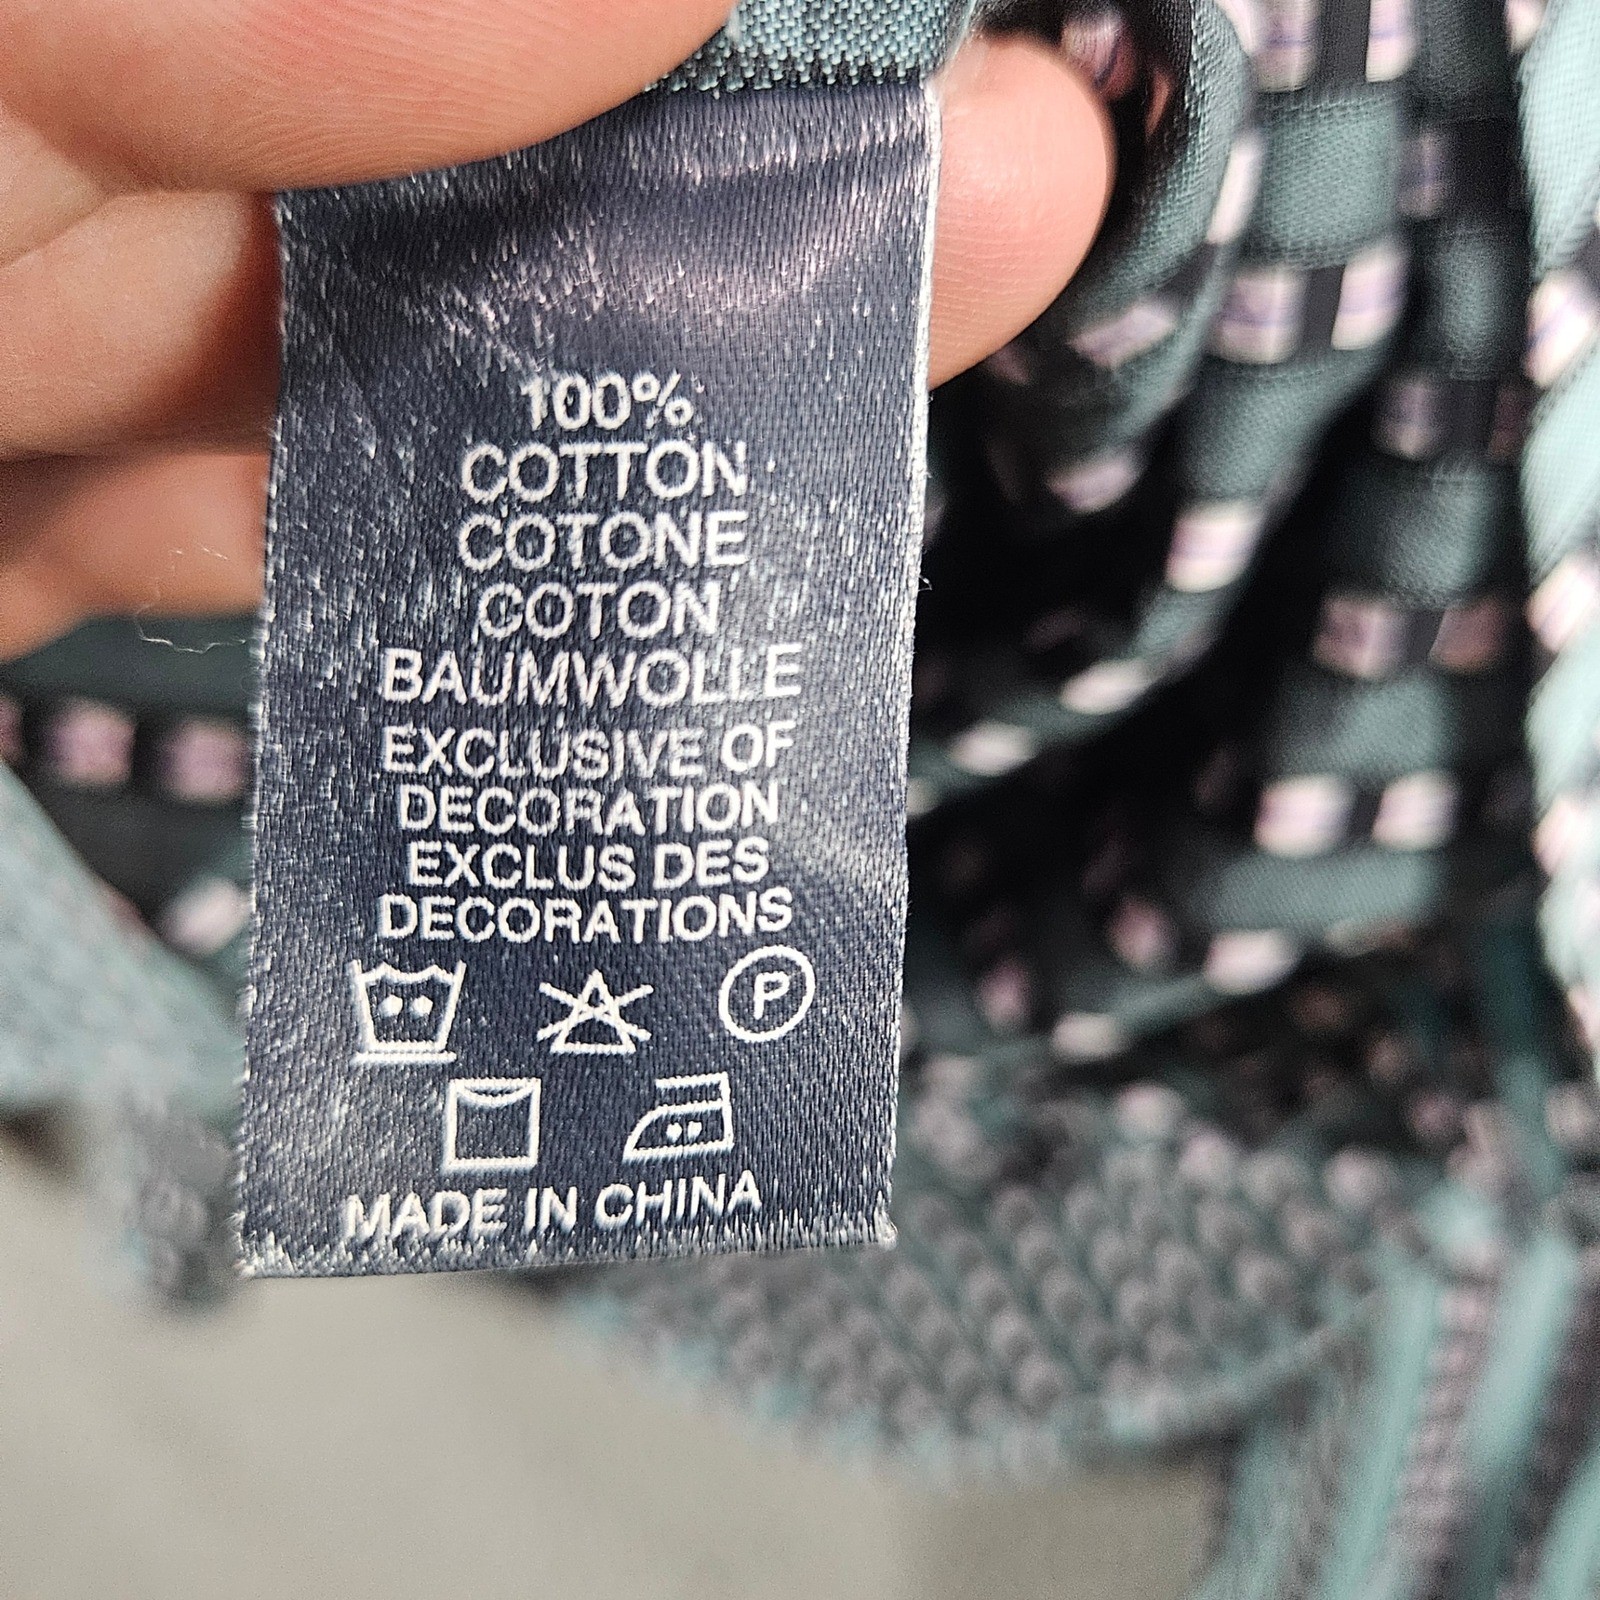 100%
COTTON
COTONE
COTON
BAUMWOLLE
EXCLUSIVE OF
DECORATION
EXCLUS DES
DECORATIONS
P
MADE IN CHINA